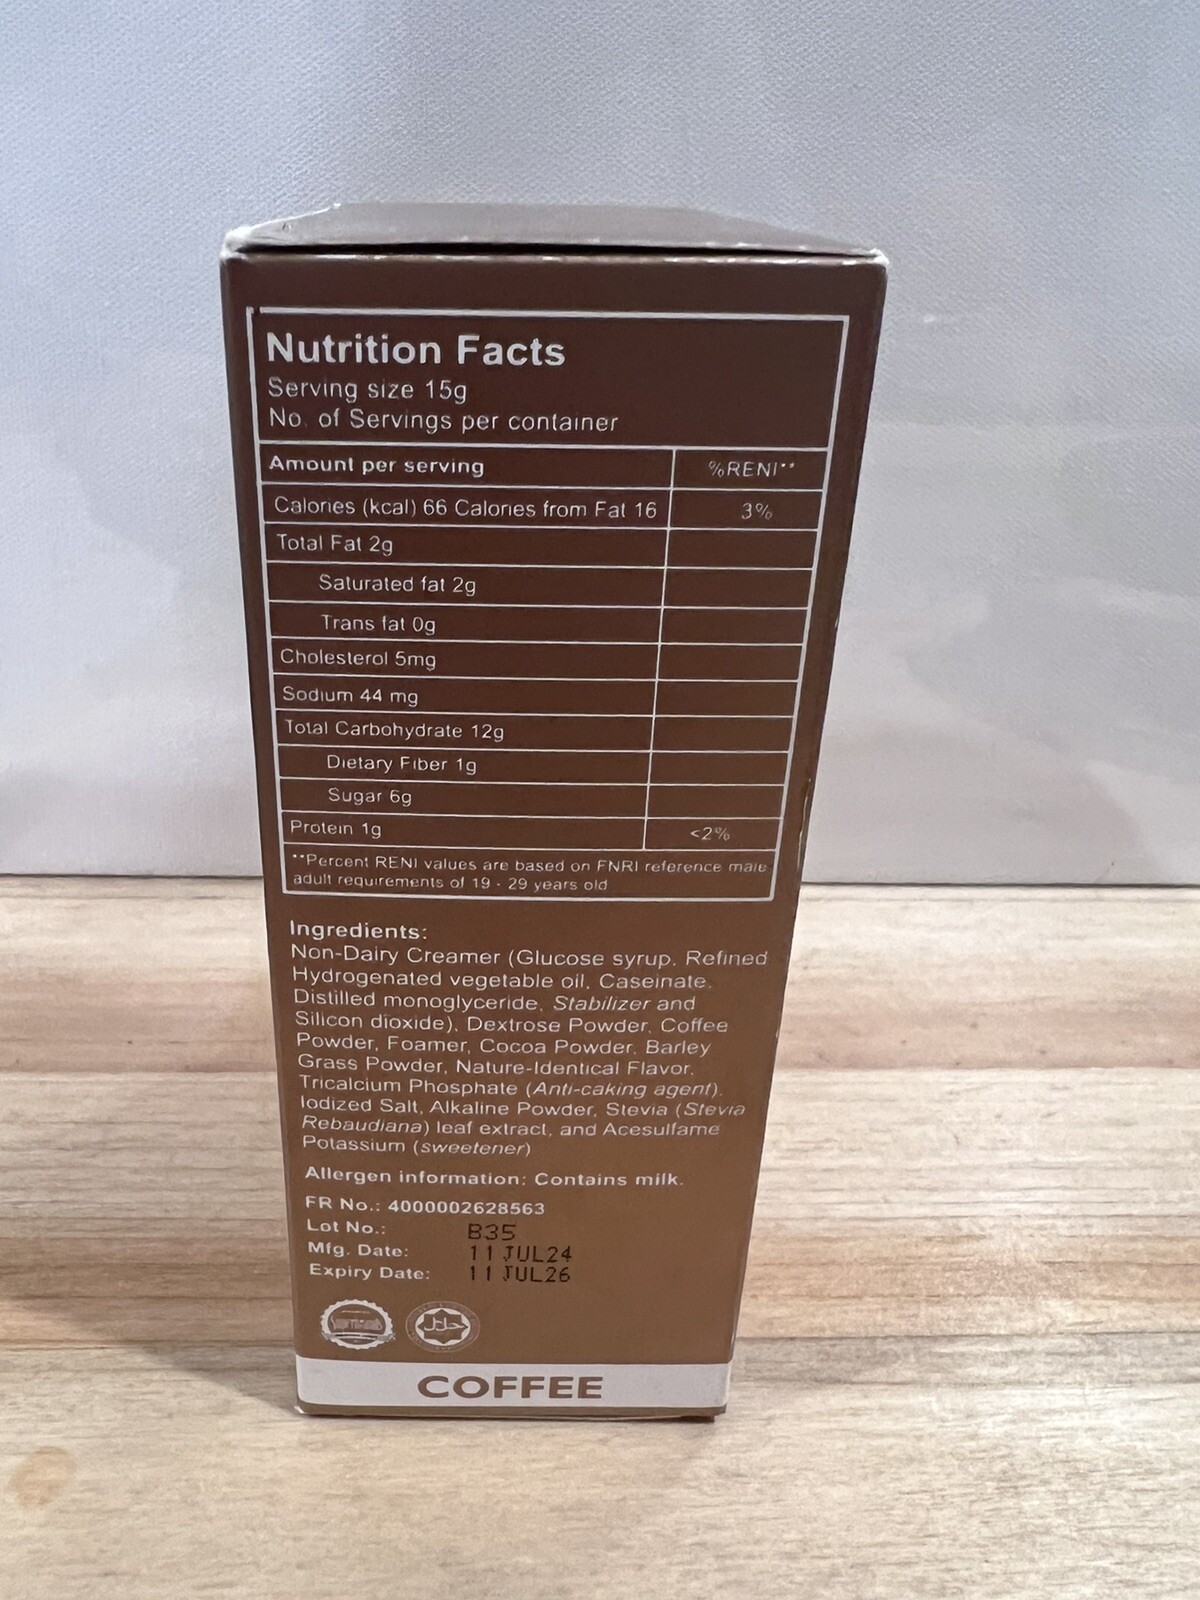 Nutrition Facts
Serving size 15g
No. of Servings per container
Amount per serving %RENI**
Calories (kcal) 66 Calories from Fat 16 3%
Total Fat 2g
Saturated fat 2g
Trans fat 0g
Cholesterol 5mg
Sodium 44 mg
Total Carbohydrate 12g
Dietary Fiber 1g
Sugar 6g
Protein 1g <2%
**Percent RENI values are based on FNRI reference male
adult requirements of 19 - 29 years old
Ingredients:
Non-Dairy Creamer (Glucose syrup, Refined
Hydrogenated vegetable oil, Caseinate,
Distilled monoglyceride, Stabilizer and
Silicon dioxide), Dextrose Powder, Coffee
Powder, Foamer, Cocoa Powder, Barley
Grass Powder, Nature-Identical Flavor,
Tricalcium Phosphate (Anti-caking agent),
Iodized Salt, Alkaline Powder, Stevia (Stevia
Rebaudiana) leaf extract, and Acesulfame
Potassium (sweetener)
Allergen information: Contains milk.
FR No.: 4000002628563
Lot No.: B35
Mfg. Date: 11 JUL24
Expiry Date: 11 JUL26
حلال
COFFEE